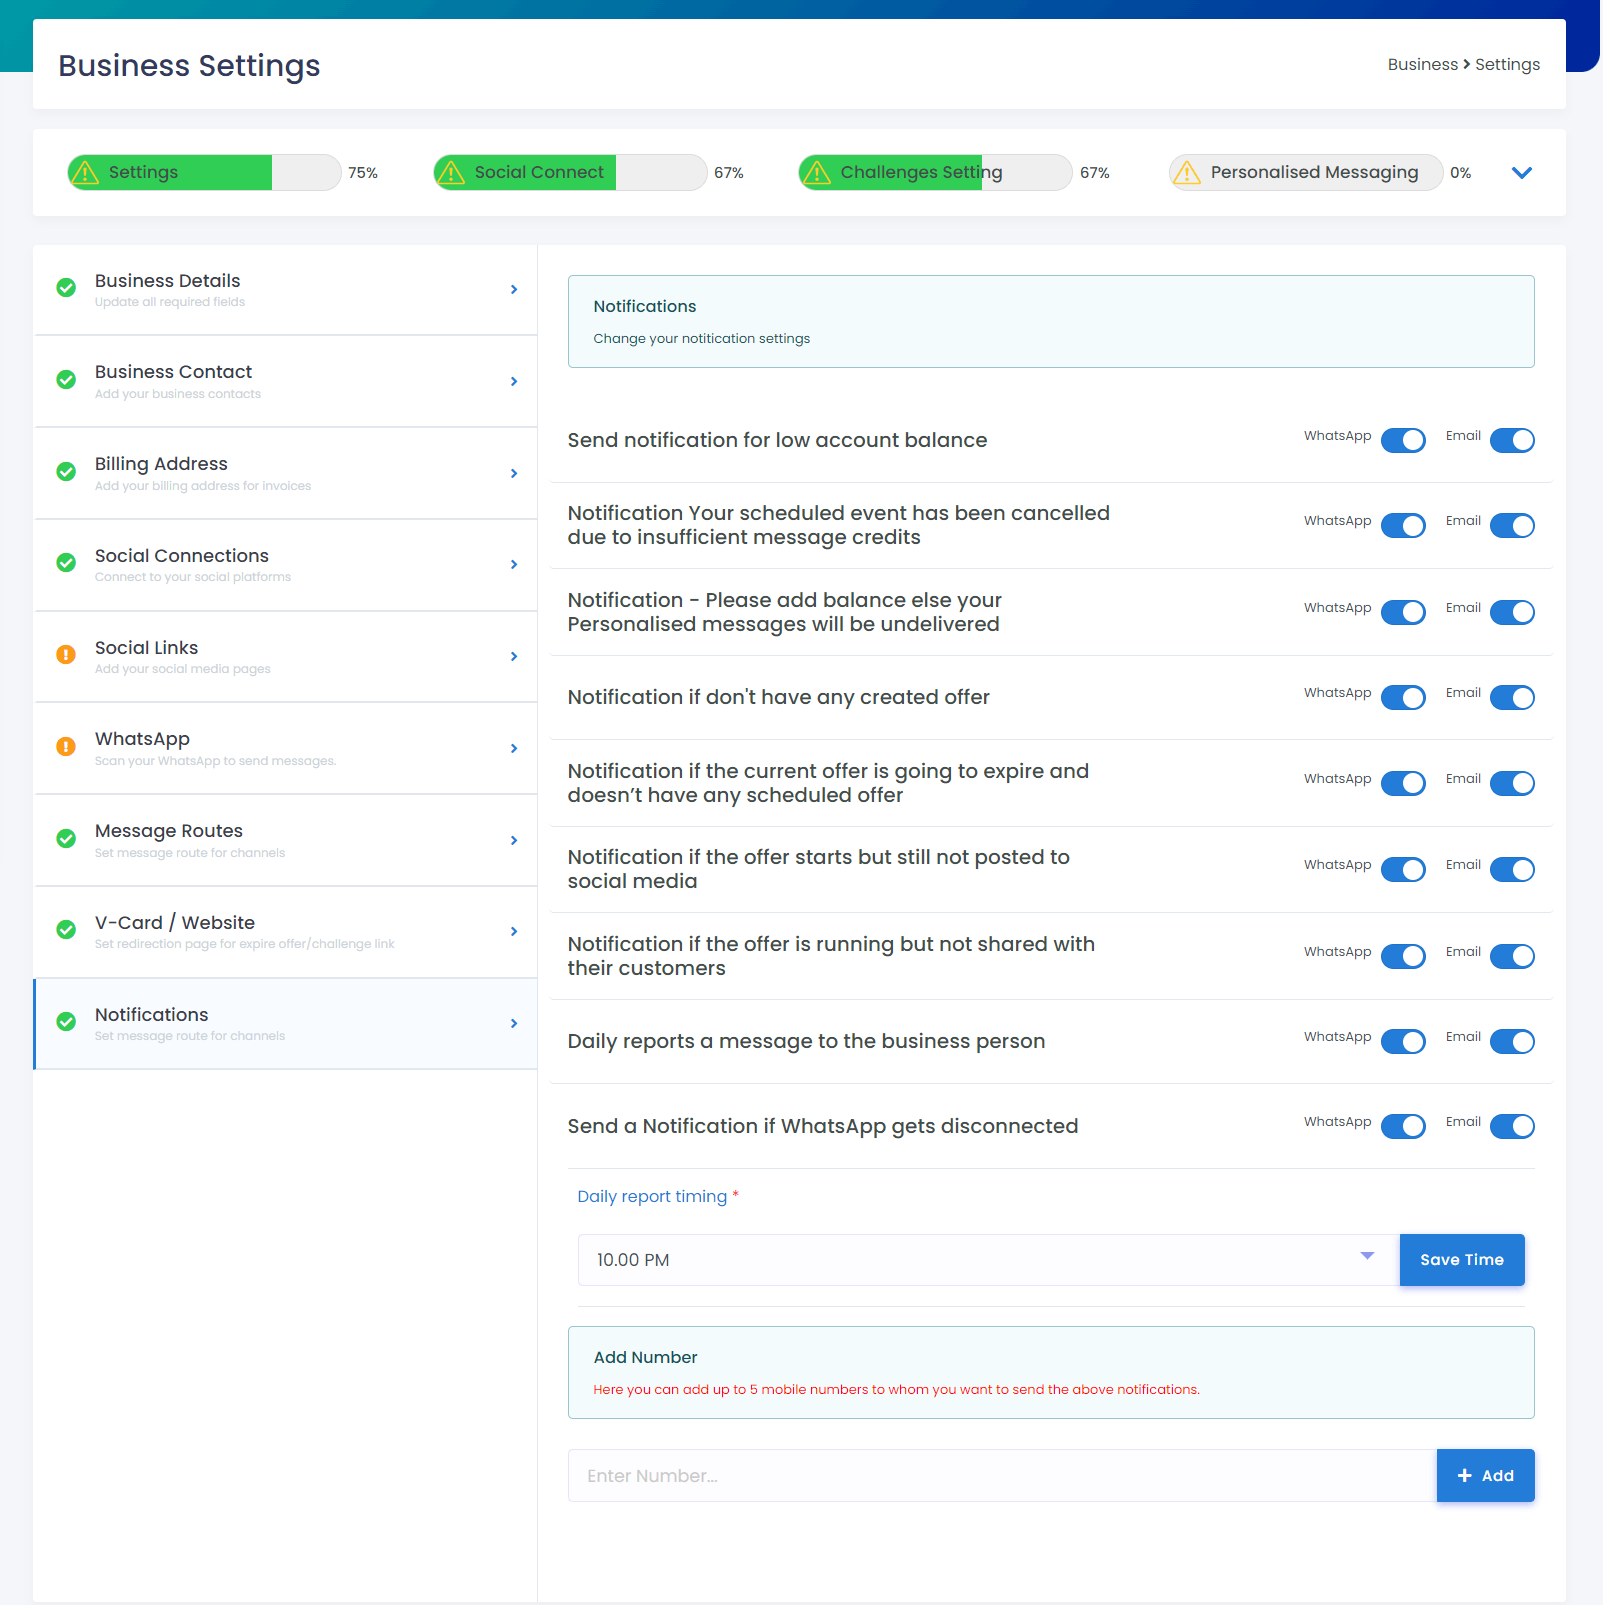 Business Settings
Business > Settings
Settings 75%
Social Connect 67%
Challenges Setting 67%
Personalised Messaging 0%
Business Details
Update all required fields
Business Contact
Add your business contacts
Billing Address
Add your billing address for invoices
Social Connections
Connect to your social platforms
Social Links
Add your social media pages
WhatsApp
Scan your WhatsApp to send messages.
Message Routes
Set message route for channels
V-Card / Website
Set redirection page for expire offer/challenge link
Notifications
Set message route for channels
Notifications
Change your notitication settings
Send notification for low account balance
WhatsApp
Email
Notification Your scheduled event has been cancelled
due to insufficient message credits
WhatsApp
Email
Notification - Please add balance else your
Personalised messages will be undelivered
WhatsApp
Email
Notification if don't have any created offer
WhatsApp
Email
Notification if the current offer is going to expire and
doesn’t have any scheduled offer
WhatsApp
Email
Notification if the offer starts but still not posted to
social media
WhatsApp
Email
Notification if the offer is running but not shared with
their customers
WhatsApp
Email
Daily reports a message to the business person
WhatsApp
Email
Send a Notification if WhatsApp gets disconnected
WhatsApp
Email
Daily report timing *
10.00 PM
Save Time
Add Number
Here you can add up to 5 mobile numbers to whom you want to send the above notifications.
Enter Number...
+ Add